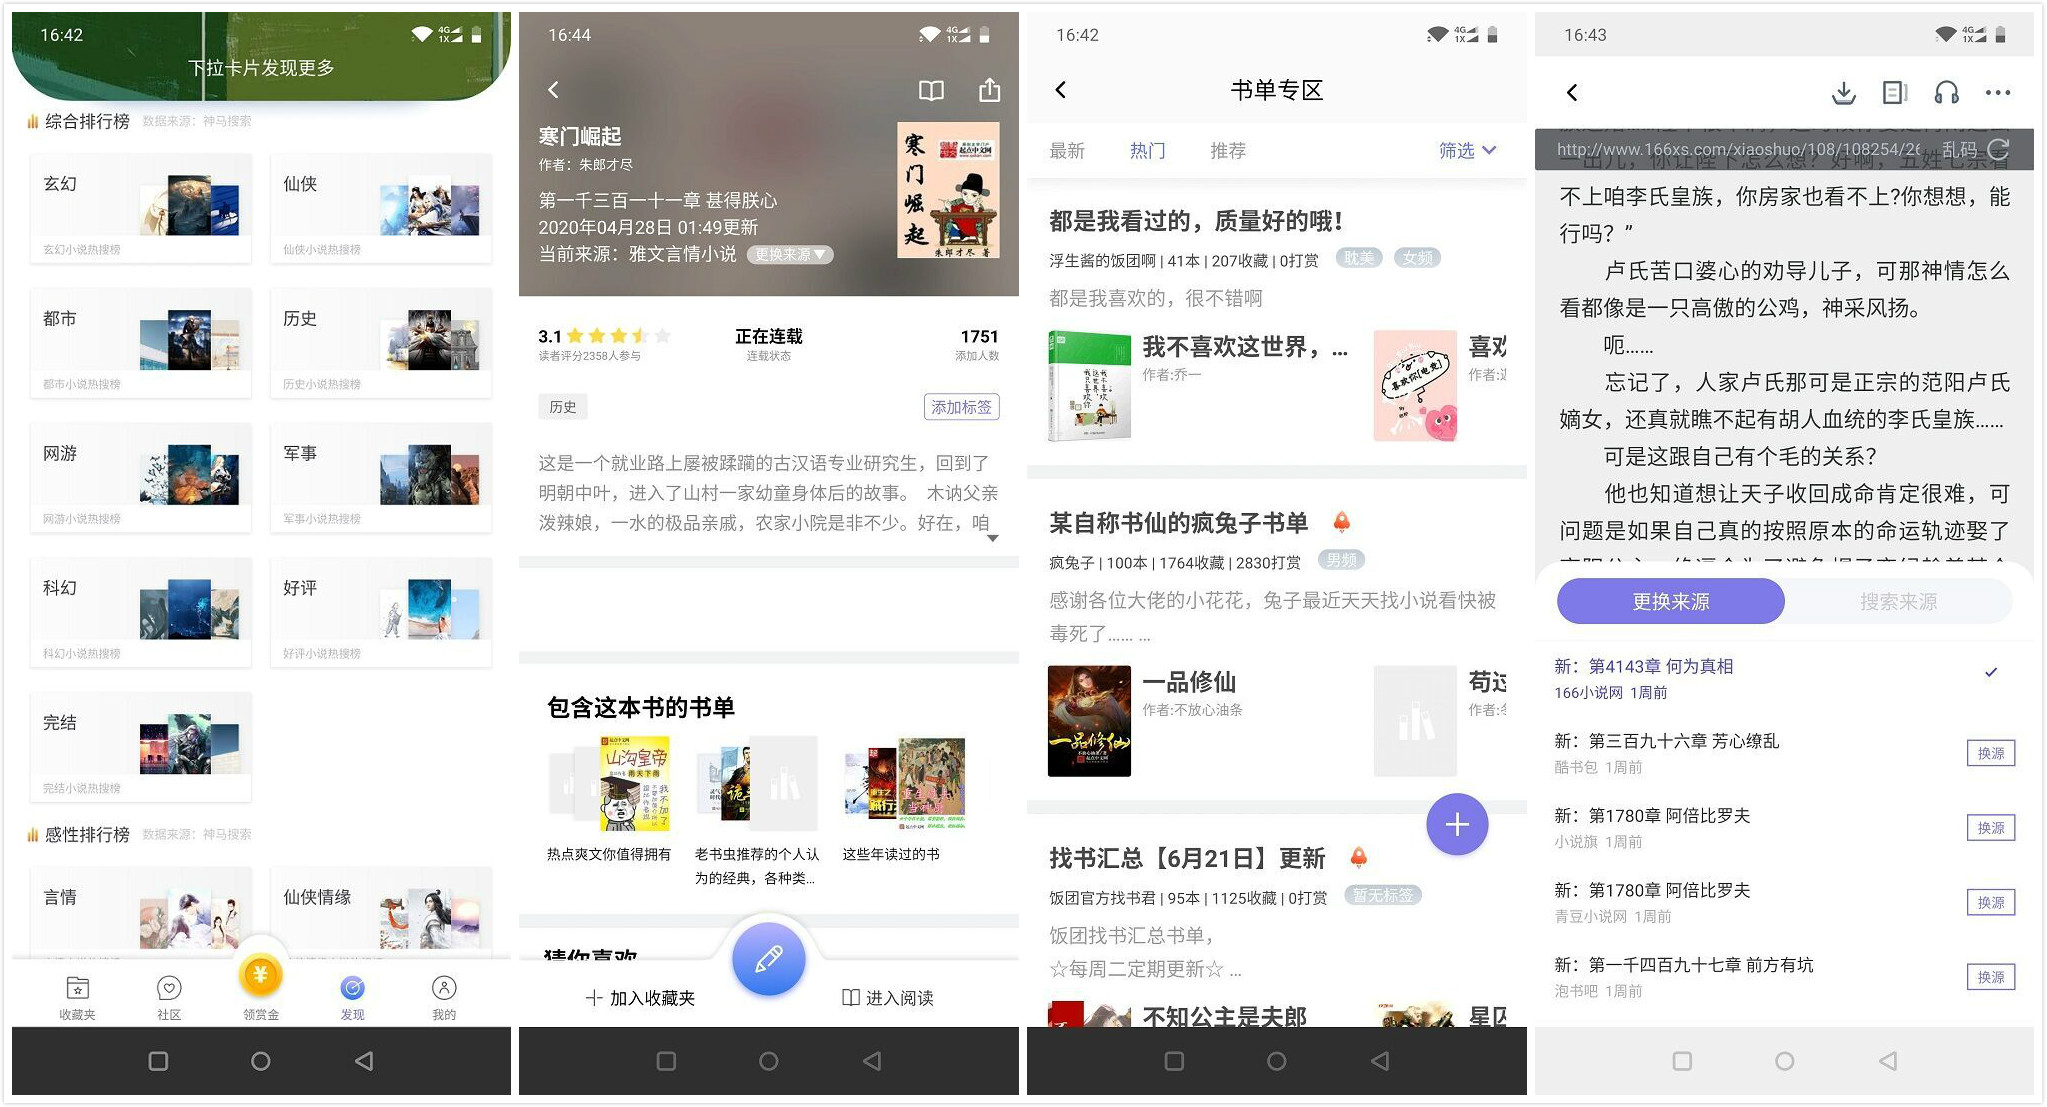 16:42
4G
1X
下拉卡片发现更多
综合排行榜 数据来源：神马搜索
玄幻
玄幻小说热搜榜
仙侠
仙侠小说热搜榜
都市
都市小说热搜榜
历史
历史小说热搜榜
网游
网游小说热搜榜
军事
军事小说热搜榜
科幻
科幻小说热搜榜
好评
好评小说热搜榜
完结
完结小说热搜榜
感性排行榜 数据来源：神马搜索
言情
仙侠情缘
收藏夹
社区
领赏金
发现
我的
16:44
4G
1X
寒门崛起
作者：朱郎才尽
第一千三百一十一章 甚得朕心
2020年04月28日 01:49更新
当前来源：雅文言情小说 更换来源▼
寒门崛起
起点中文网
朱郎才尽 著
3.1
读者评分2358人参与
正在连载
连载状态
1751
添加人数
历史
添加标签
这是一个就业路上屡被蹂躏的古汉语专业研究生，回到了
明朝中叶，进入了山村一家幼童身体后的故事。 木讷父亲
泼辣娘，一水的极品亲戚，农家小院是非不少。好在，咱
包含这本书的书单
山沟皇帝
雨天下雨
热点爽文你值得拥有
老书虫推荐的个人认
为的经典，各种类...
这些年读过的书
猜你喜欢
加入收藏夹
进入阅读
16:42
4G
1X
书单专区
最新
热门
推荐
筛选
都是我看过的，质量好的哦！
浮生酱的饭团啊 | 41本 | 207收藏 | 0打赏 耽美 女频
都是我喜欢的，很不错啊
我不喜欢这世界，...
作者:乔一
喜欢
喜欢你[电竞]
某自称书仙的疯兔子书单
疯兔子 | 100本 | 1764收藏 | 2830打赏 男频
感谢各位大佬的小花花，兔子最近天天找小说看快被
毒死了...... ...
一品修仙
作者:不放心油条
一品修仙
苟过
找书汇总【6月21日】更新
饭团官方找书君 | 95本 | 1125收藏 | 0打赏 暂无标签
饭团找书汇总书单，
☆每周二定期更新☆ ...
不知公主是夫郎
星囚
16:43
4G
1X
http://www.166xs.com/xiaoshuo/108/108254/26 乱码
不上咱李氏皇族，你房家也看不上?你想想，能
行吗？”
卢氏苦口婆心的劝导儿子，可那神情怎么
看都像是一只高傲的公鸡，神采风扬。
呃……
忘记了，人家卢氏那可是正宗的范阳卢氏
嫡女，还真就瞧不起有胡人血统的李氏皇族……
可是这跟自己有个毛的关系？
他也知道想让天子收回成命肯定很难，可
问题是如果自己真的按照原本的命运轨迹娶了
更换来源
搜索来源
新：第4143章 何为真相
166小说网 1周前
新：第三百九十六章 芳心缭乱
酷书包 1周前
换源
新：第1780章 阿倍比罗夫
小说旗 1周前
换源
新：第1780章 阿倍比罗夫
青豆小说网 1周前
换源
新：第一千四百九十七章 前方有坑
泡书吧 1周前
换源